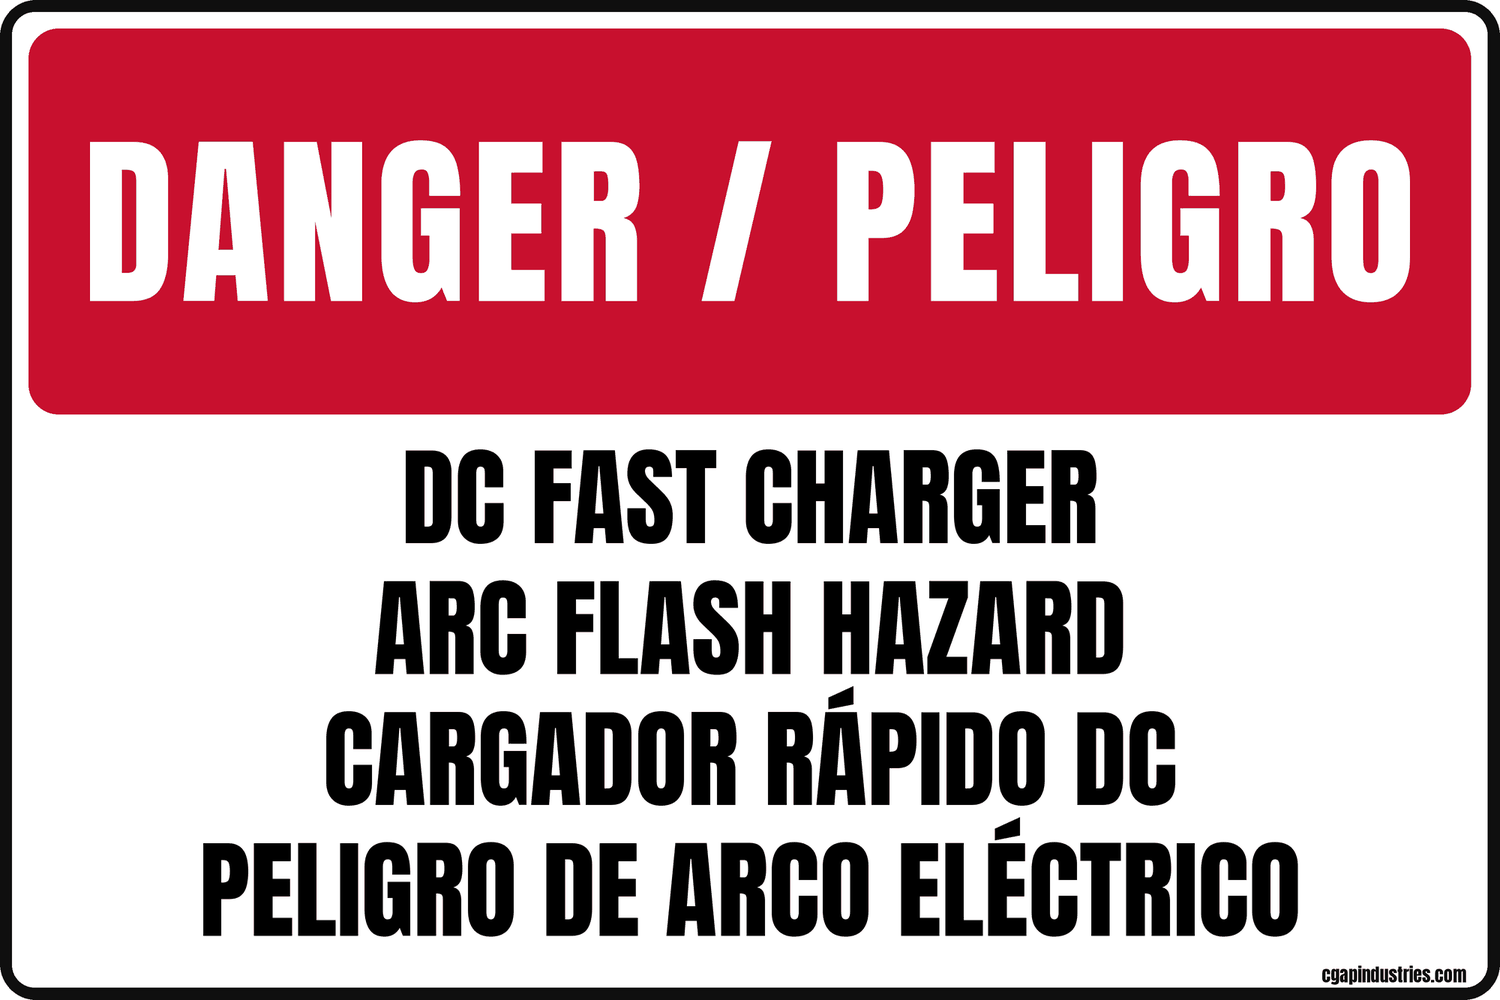 DANGER / PELIGRO
DC FAST CHARGER
ARC FLASH HAZARD
CARGADOR RÁPIDO DC
PELIGRO DE ARCO ELÉCTRICO
cgapindustries.com